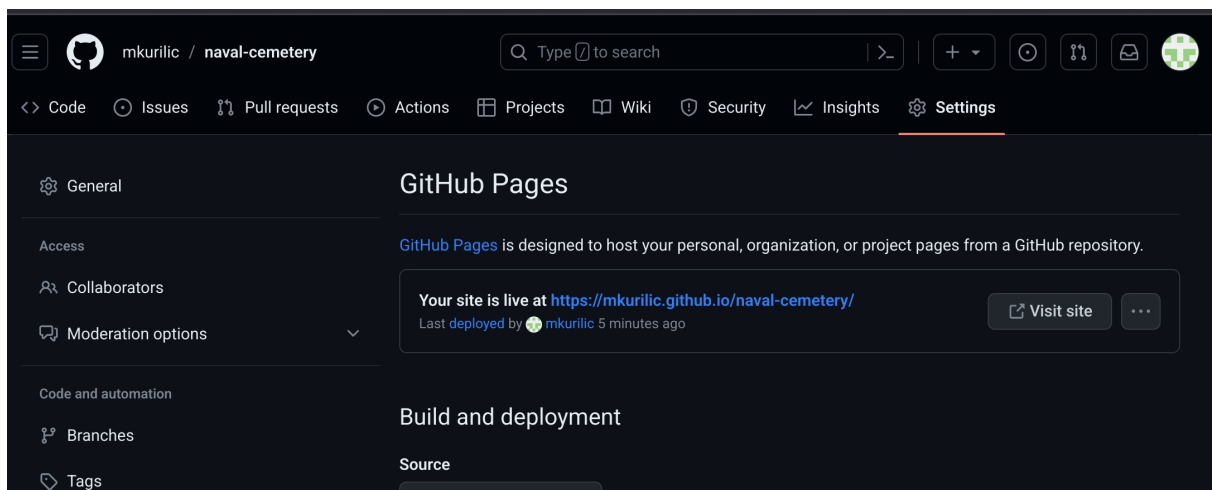 mkurilic / naval-cemetery
Type / to search
Code Issues Pull requests Actions Projects Wiki Security Insights Settings
General
Access
Collaborators
Moderation options
Code and automation
Branches
Tags
GitHub Pages
GitHub Pages is designed to host your personal, organization, or project pages from a GitHub repository.
Your site is live at https://mkurilic.github.io/naval-cemetery/
Last deployed by mkurilic 5 minutes ago
Visit site
Build and deployment
Source